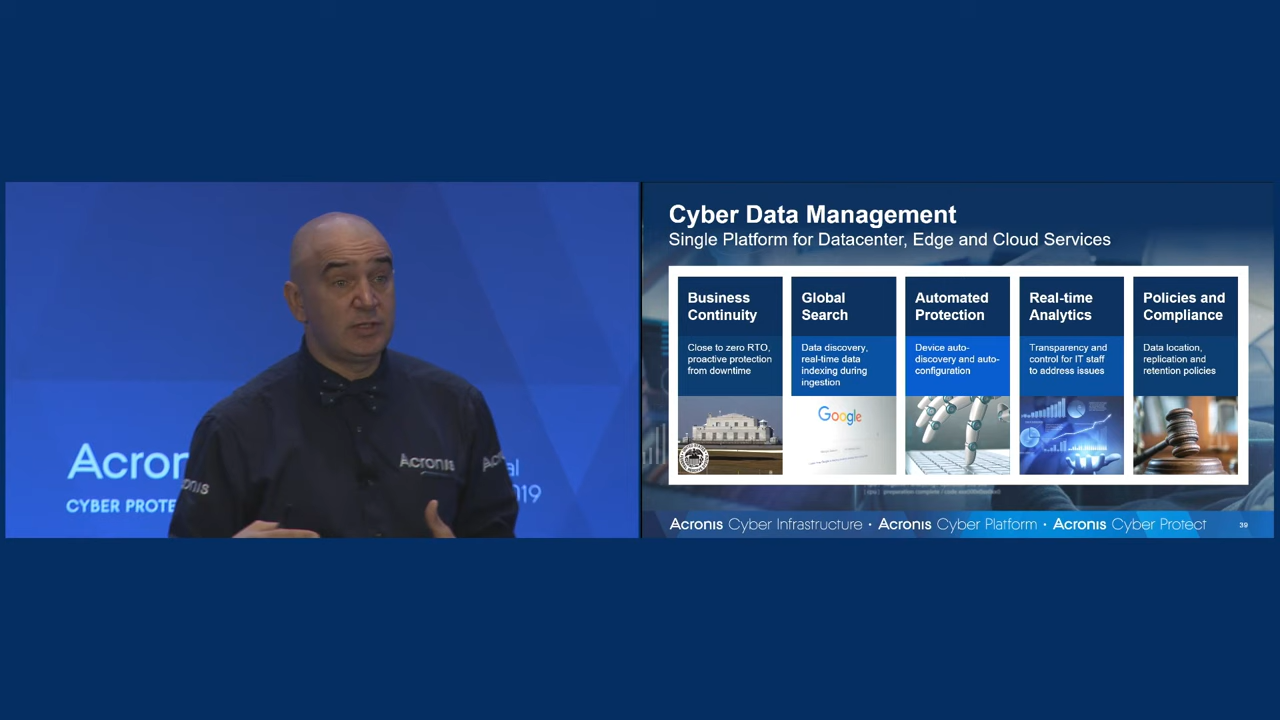 Acron
CYBER PROTE
al
019
Acronis
Cyber Data Management
Single Platform for Datacenter, Edge and Cloud Services
Business
Continuity
Close to zero RTO,
proactive protection
from downtime
Global
Search
Data discovery,
real-time data
indexing during
ingestion
Google
Automated
Protection
Device auto-
discovery and auto-
configuration
Real-time
Analytics
Transparency and
control for IT staff
to address issues
Policies and
Compliance
Data location,
replication and
retention policies
Acronis Cyber Infrastructure • Acronis Cyber Platform • Acronis Cyber Protect
39